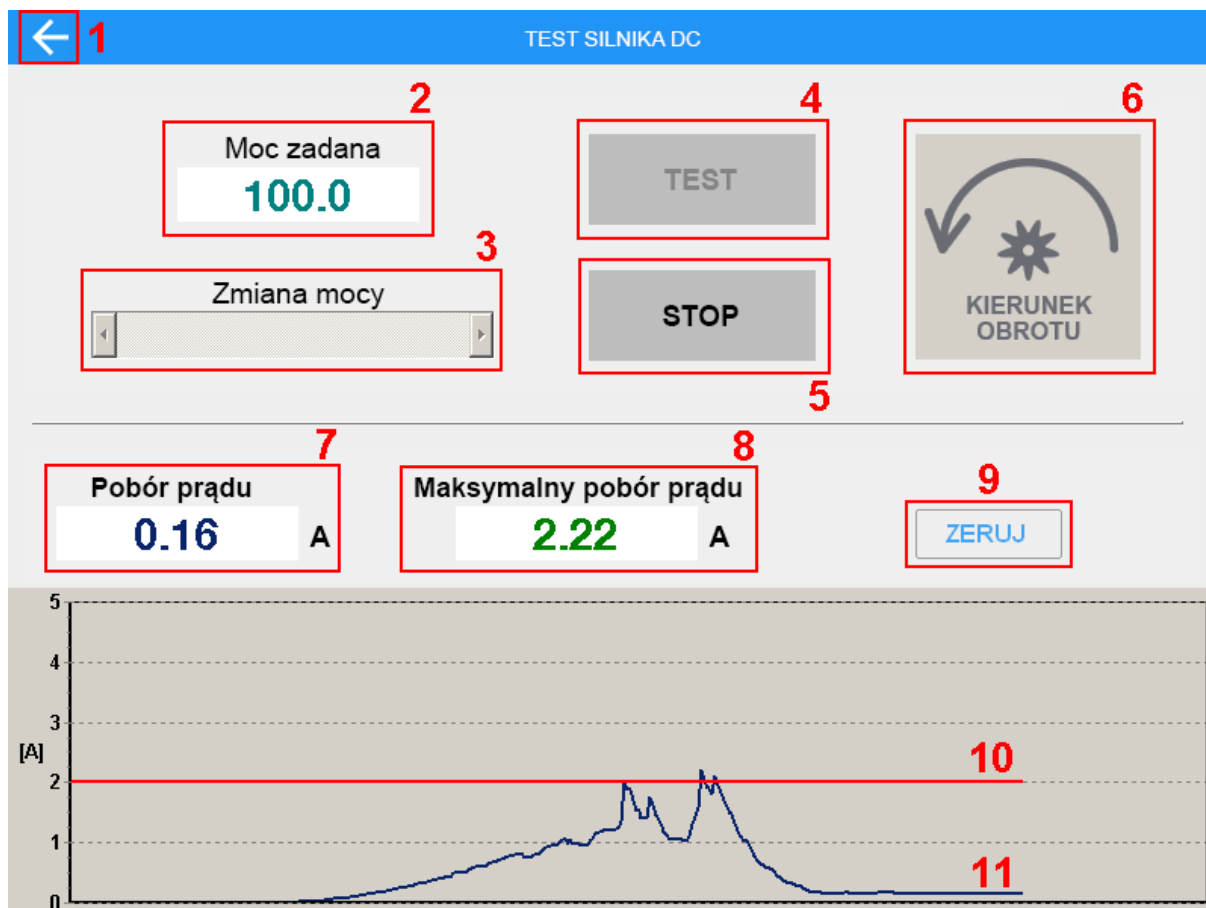 1
TEST SILNIKA DC
2
4
6
Moc zadana
100.0
TEST
3
Zmiana mocy
STOP
KIERUNEK
OBROTU
5
7
8
9
Pobór prądu
0.16 A
Maksymalny pobór prądu
2.22 A
ZERUJ
5
4
3
[A]
10
2
1
11
0